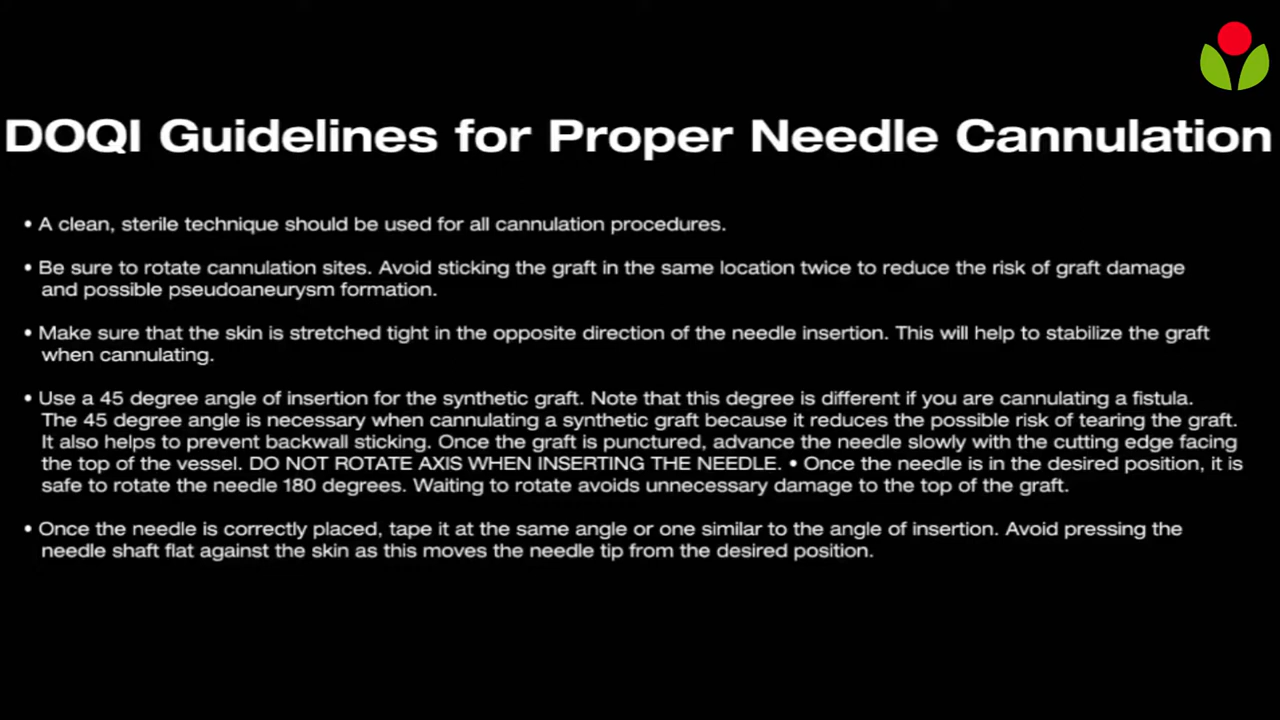 DOQI Guidelines for Proper Needle Cannulation
• A clean, sterile technique should be used for all cannulation procedures.
• Be sure to rotate cannulation sites. Avoid sticking the graft in the same location twice to reduce the risk of graft damage
and possible pseudoaneurysm formation.
• Make sure that the skin is stretched tight in the opposite direction of the needle insertion. This will help to stabilize the graft
when cannulating.
• Use a 45 degree angle of insertion for the synthetic graft. Note that this degree is different if you are cannulating a fistula.
The 45 degree angle is necessary when cannulating a synthetic graft because it reduces the possible risk of tearing the graft.
It also helps to prevent backwall sticking. Once the graft is punctured, advance the needle slowly with the cutting edge facing
the top of the vessel. DO NOT ROTATE AXIS WHEN INSERTING THE NEEDLE. • Once the needle is in the desired position, it is
safe to rotate the needle 180 degrees. Waiting to rotate avoids unnecessary damage to the top of the graft.
• Once the needle is correctly placed, tape it at the same angle or one similar to the angle of insertion. Avoid pressing the
needle shaft flat against the skin as this moves the needle tip from the desired position.